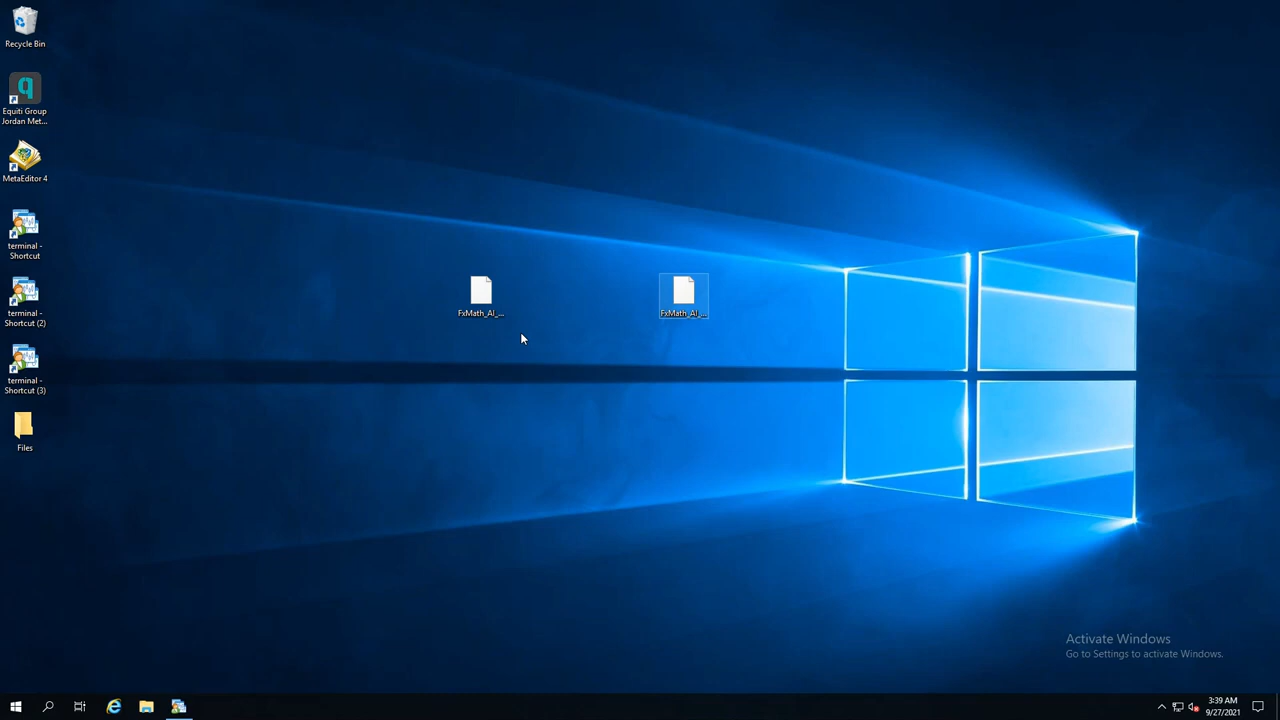 Recycle Bin
q
Equiti Group
Jordan Met...
MetaEditor 4
terminal -
Shortcut
terminal -
Shortcut (2)
terminal -
Shortcut (3)
Files
FxMath_AI_...
FxMath_AI_...
Activate Windows
Go to Settings to activate Windows.
3:39 AM
9/27/2021